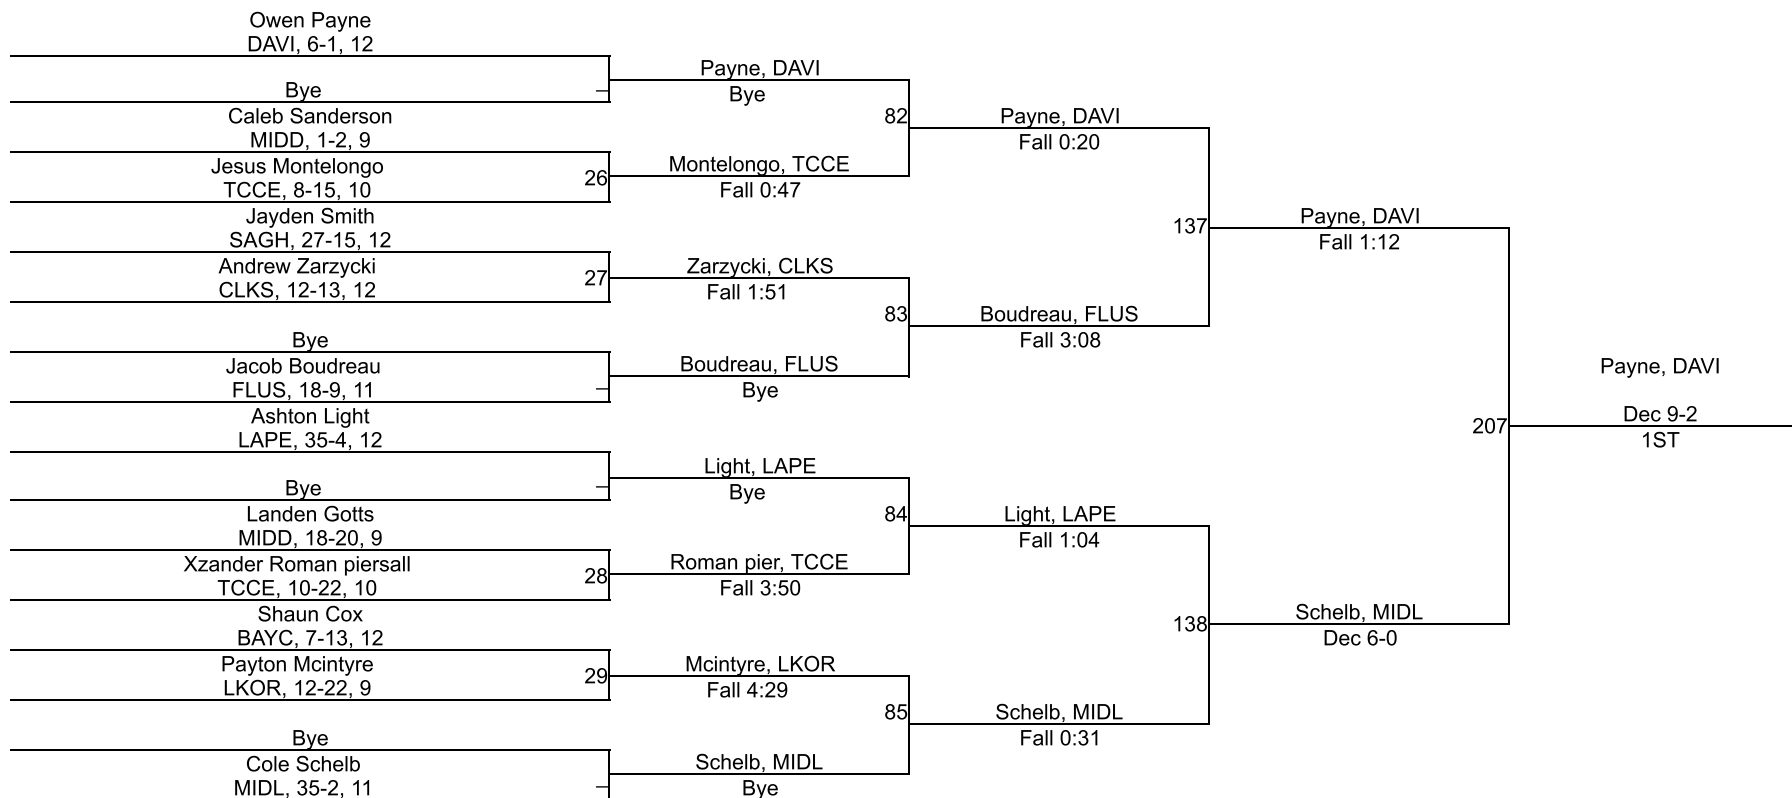 Owen Payne
DAVI, 6-1, 12
Bye
Caleb Sanderson
MIDD, 1-2, 9
Jesus Montelongo
TCCE, 8-15, 10
26
Jayden Smith
SAGH, 27-15, 12
Andrew Zarzycki
CLKS, 12-13, 12
27
Bye
Jacob Boudreau
FLUS, 18-9, 11
Ashton Light
LAPE, 35-4, 12
Bye
Landen Gotts
MIDD, 18-20, 9
Xzander Roman piersall
TCCE, 10-22, 10
28
Shaun Cox
BAYC, 7-13, 12
Payton Mcintyre
LKOR, 12-22, 9
29
Bye
Cole Schelb
MIDL, 35-2, 11
Payne, DAVI
Bye
82
Montelongo, TCCE
Fall 0:47
Zarzycki, CLKS
Fall 1:51
83
Boudreau, FLUS
Bye
Light, LAPE
Bye
84
Roman pier, TCCE
Fall 3:50
Mcintyre, LKOR
Fall 4:29
85
Schelb, MIDL
Bye
Payne, DAVI
Fall 0:20
137
Boudreau, FLUS
Fall 3:08
Light, LAPE
Fall 1:04
138
Schelb, MIDL
Fall 0:31
Payne, DAVI
Fall 1:12
207
Schelb, MIDL
Dec 6-0
Payne, DAVI
Dec 9-2
1ST